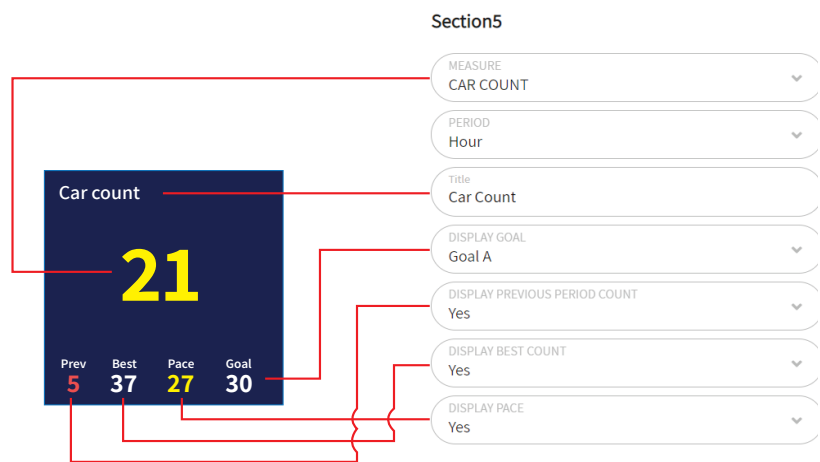 Section5
MEASURE
CAR COUNT
PERIOD
Hour
Title
Car Count
DISPLAY GOAL
Goal A
DISPLAY PREVIOUS PERIOD COUNT
Yes
DISPLAY BEST COUNT
Yes
DISPLAY PACE
Yes
Car count
21
Prev Best Pace Goal
5 37 27 30